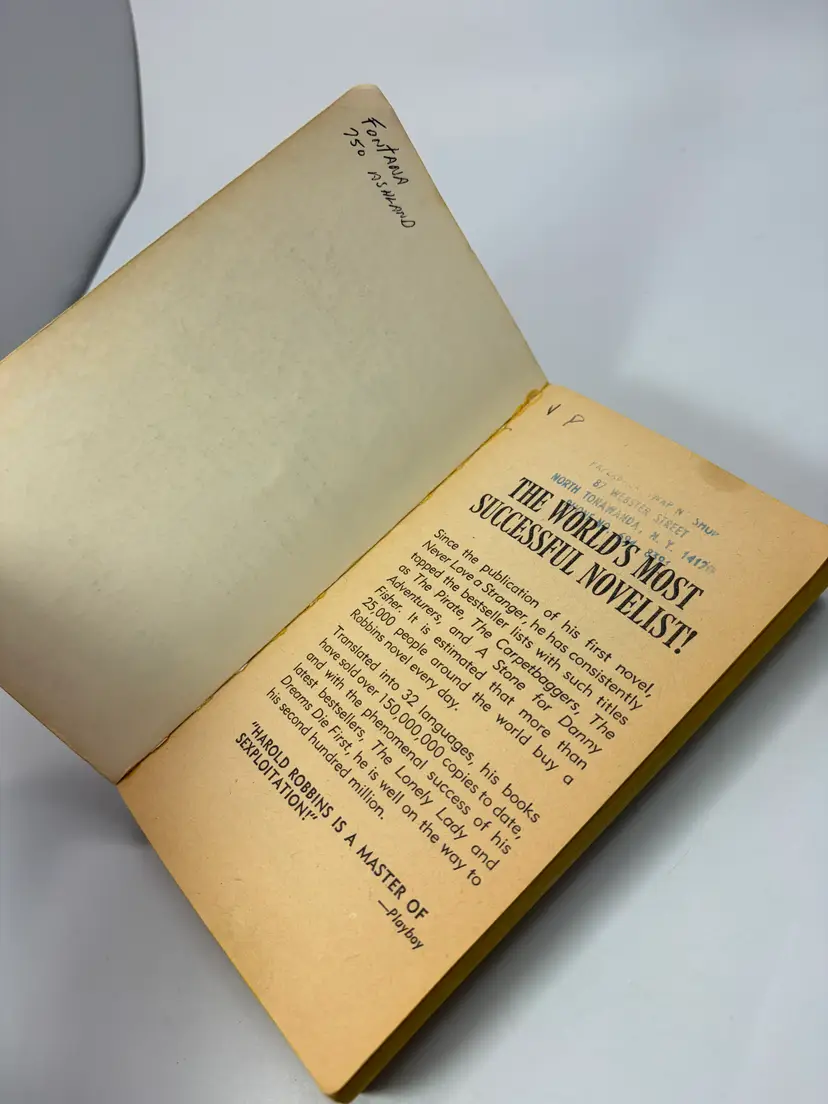 FONTANA
750 ASHLAND
V P
SWAP N' SHOP
87 WEBSTER STREET
NORTH TONAWANDA, N. Y. 14120
PHONE NO.
THE WORLD'S MOST
SUCCESSFUL NOVELIST!
Since the publication of his first novel,
Never Love a Stranger, he has consistently
topped the bestseller lists with such titles
as The Pirate, The Carpetbaggers, The
Adventurers, and A Stone for Danny
Fisher. It is estimated that more than
25,000 people around the world buy a
Robbins novel every day.
Translated into 32 languages, his books
have sold over 150,000,000 copies to date,
and with the phenomenal success of his
latest bestsellers, The Lonely Lady and
Dreams Die First, he is well on the way to
his second hundred million.
"HAROLD ROBBINS IS A MASTER OF
SEXPLOITATION!"
—Playboy